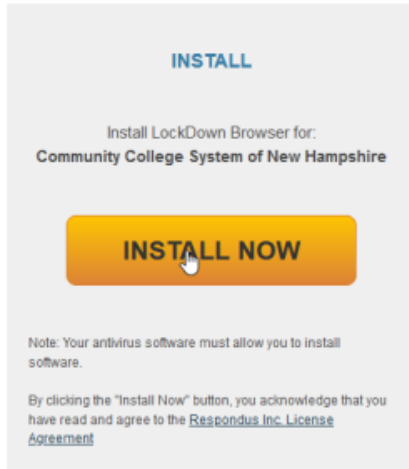 INSTALL
Install LockDown Browser for:
Community College System of New Hampshire
INSTALL NOW
Note: Your antivirus software must allow you to install
software.
By clicking the "Install Now" button, you acknowledge that you
have read and agree to the Respondus Inc. License
Agreement